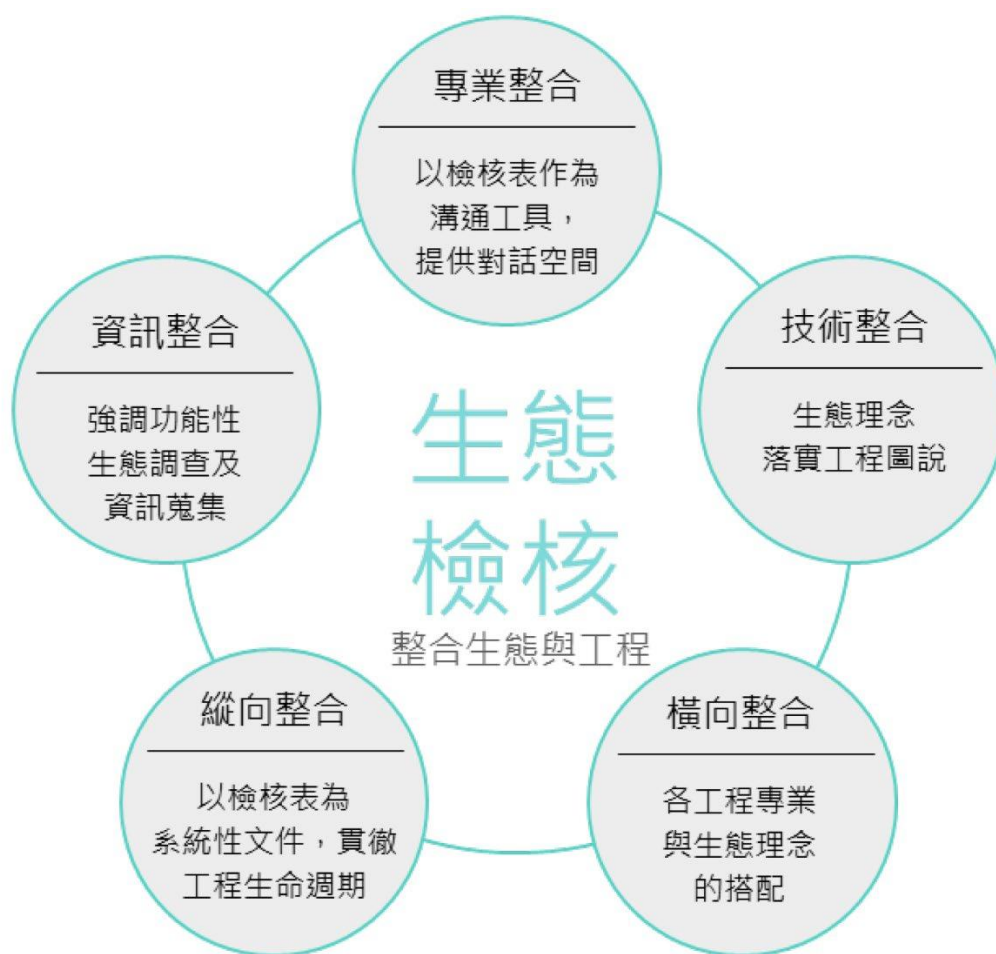 專業整合
以檢核表作為
溝通工具，
提供對話空間
技術整合
生態理念
落實工程圖說
橫向整合
各工程專業
與生態理念
的搭配
縱向整合
以檢核表為
系統性文件，貫徹
工程生命週期
資訊整合
強調功能性
生態調查及
資訊蒐集
生態
檢核
整合生態與工程